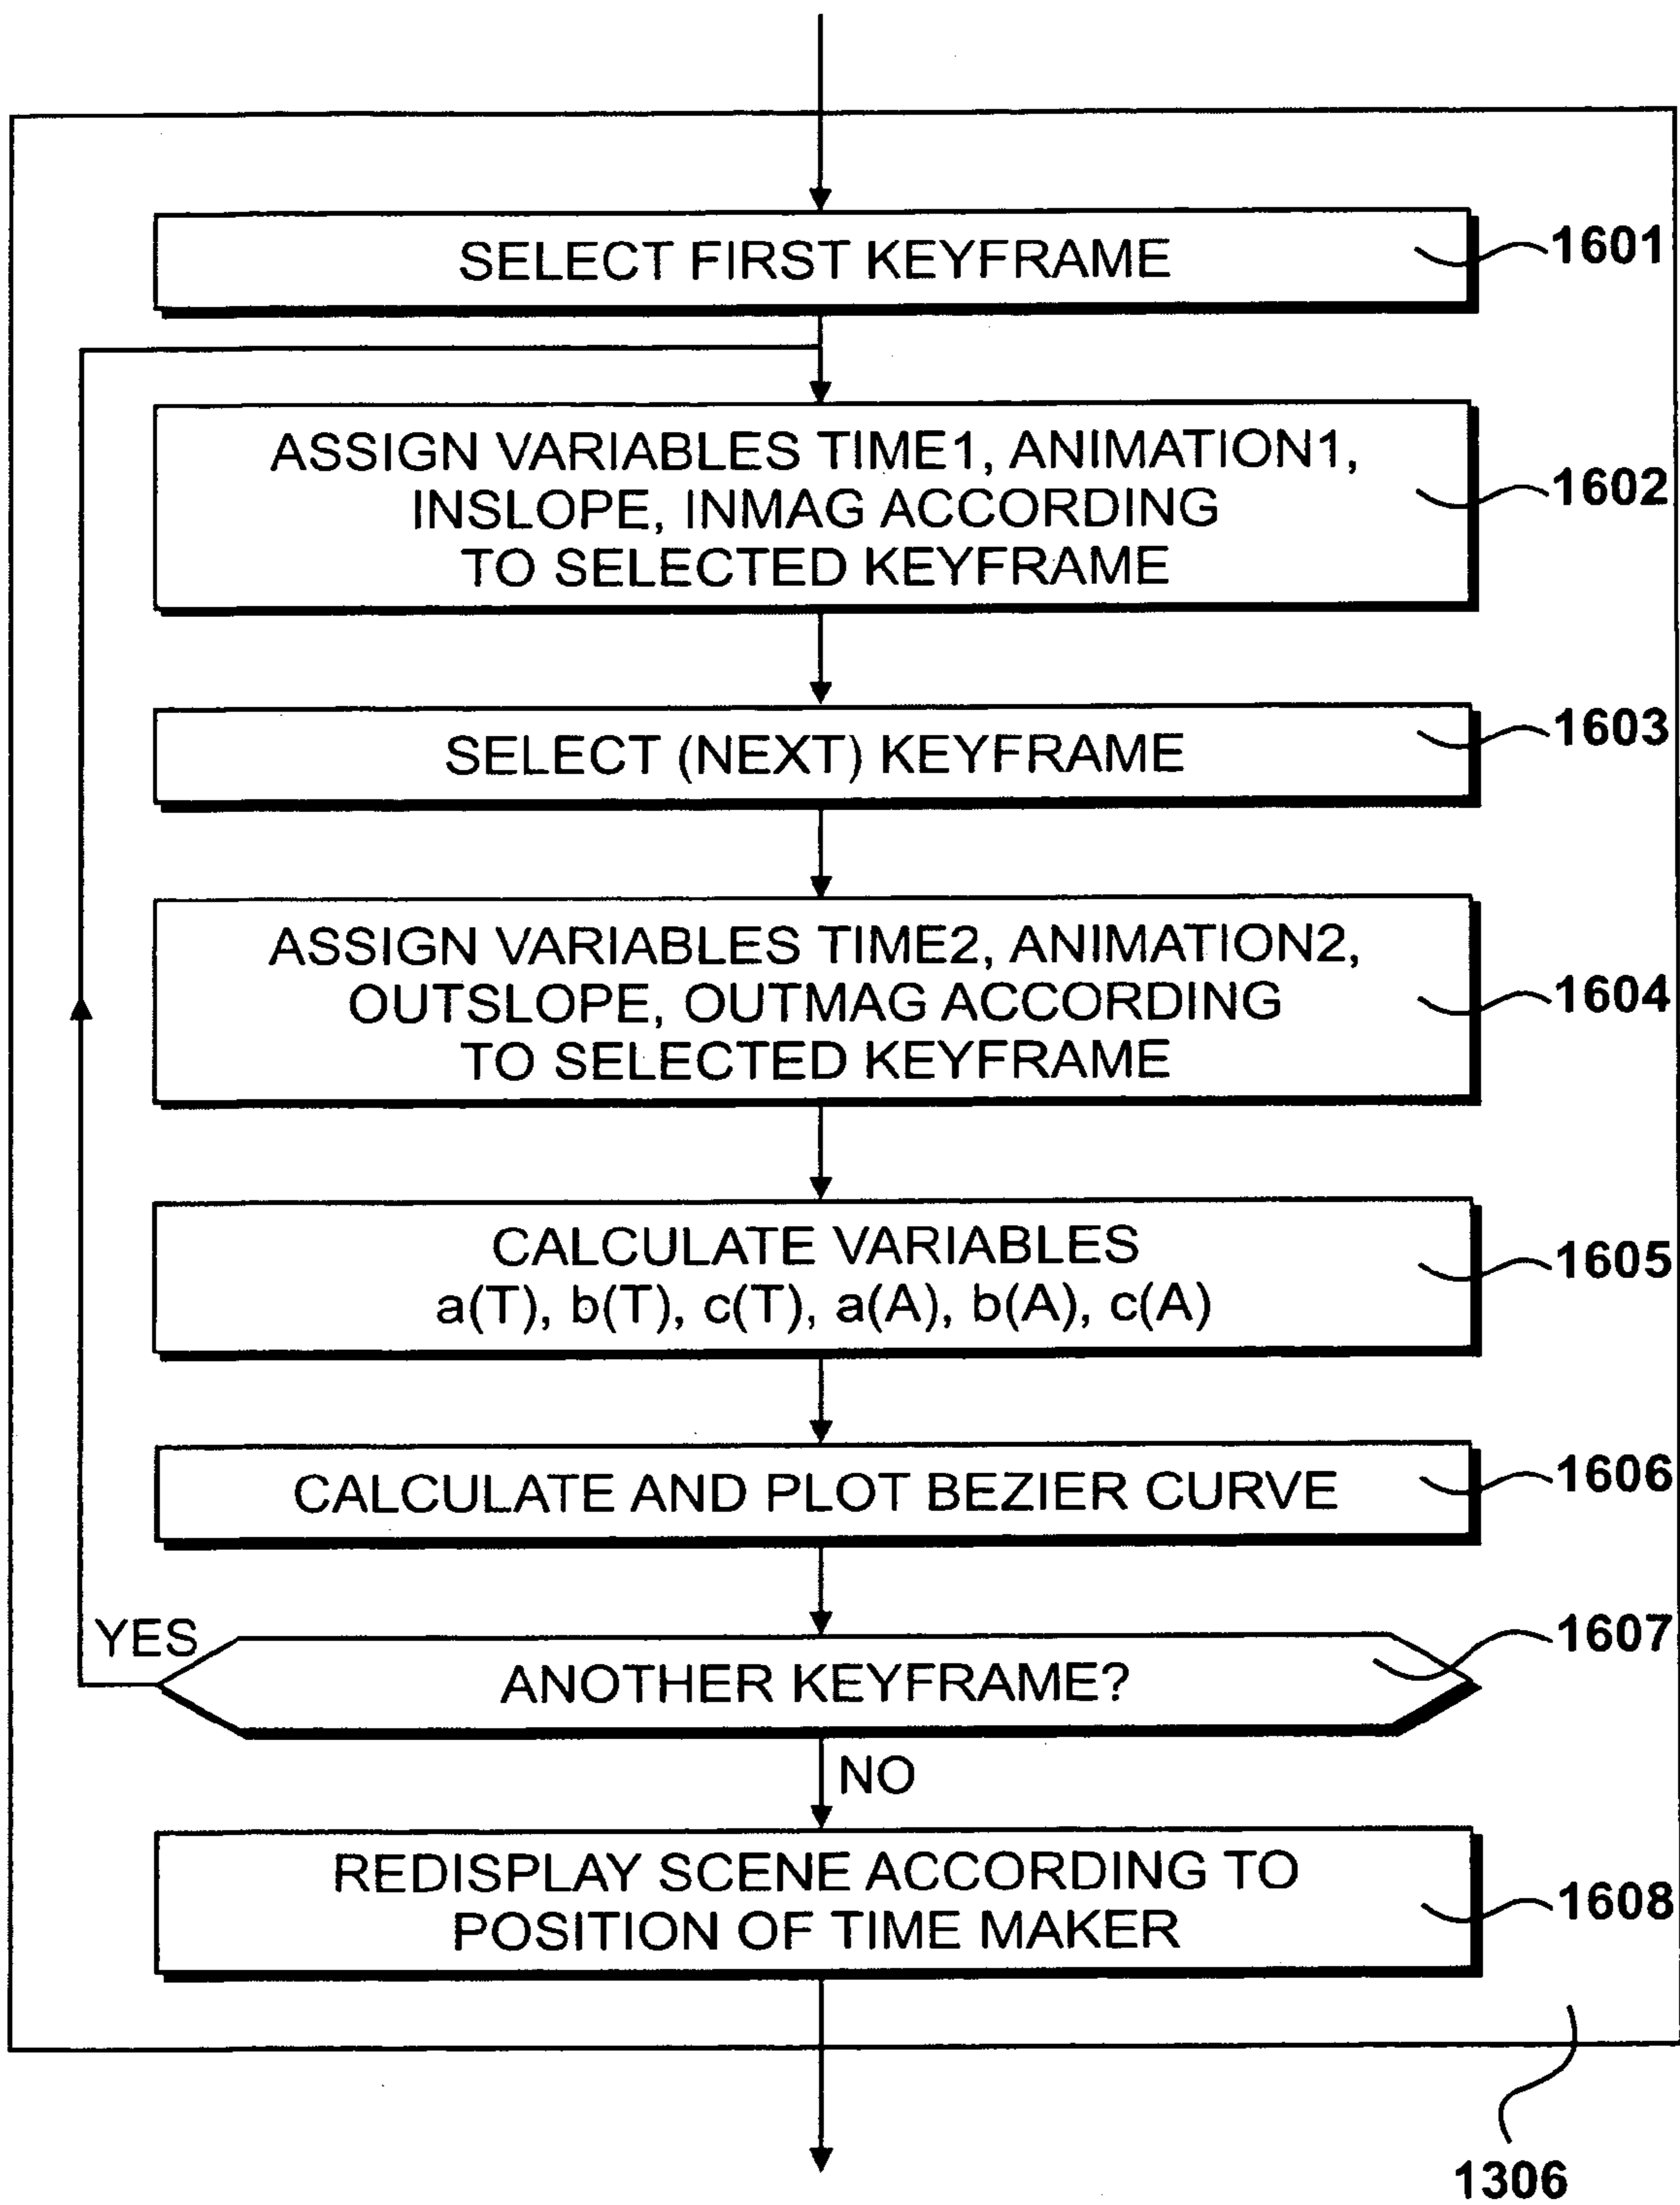 SELECT FIRST KEYFRAME
1601
ASSIGN VARIABLES TIME1, ANIMATION1,
INSLOPE, INMAG ACCORDING
TO SELECTED KEYFRAME
1602
SELECT (NEXT) KEYFRAME
1603
ASSIGN VARIABLES TIME2, ANIMATION2,
OUTSLOPE, OUTMAG ACCORDING
TO SELECTED KEYFRAME
1604
CALCULATE VARIABLES
a(T), b(T), c(T), a(A), b(A), c(A)
1605
CALCULATE AND PLOT BEZIER CURVE
1606
YES
ANOTHER KEYFRAME?
1607
NO
REDISPLAY SCENE ACCORDING TO
POSITION OF TIME MAKER
1608
1306